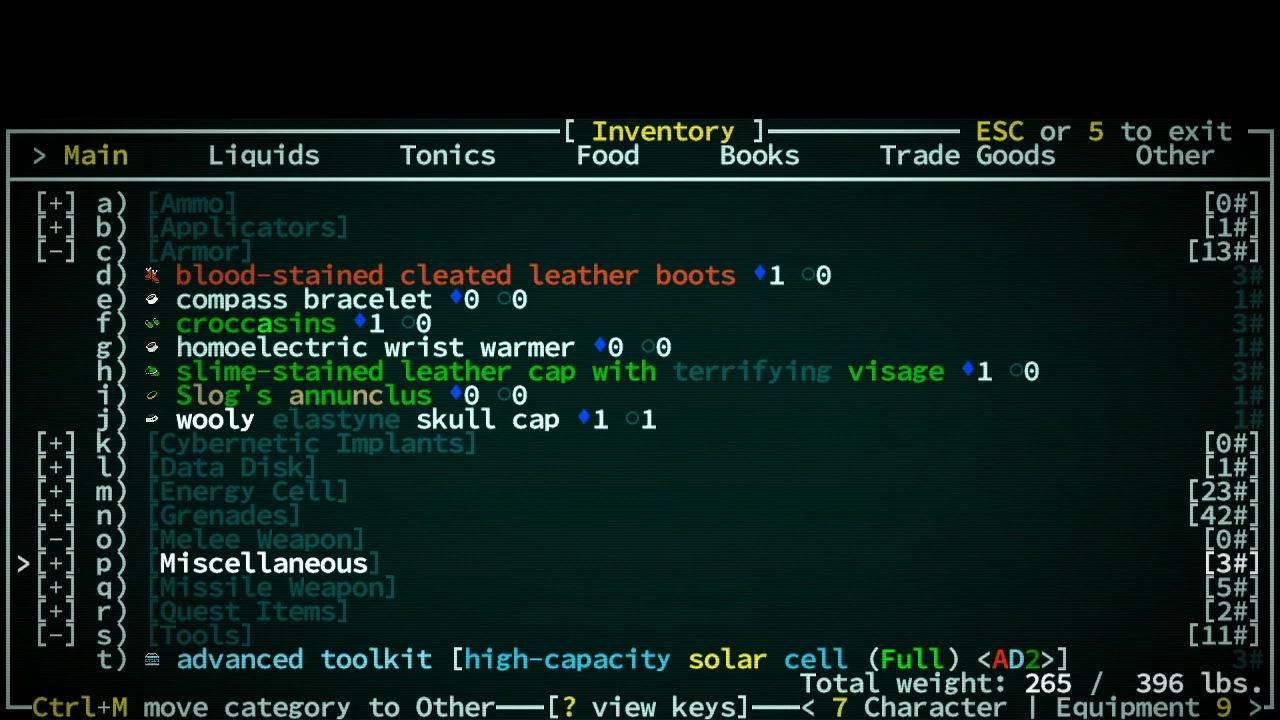 [ Inventory ] ESC or 5 to exit
> Main Liquids Tonics Food Books Trade Goods Other
[+] a) [Ammo] [0#]
[+] b) [Applicators] [1#]
[-] c) [Armor] [13#]
d) blood-stained cleated leather boots ♦1 ○0 3#
e) compass bracelet ♦0 ○0 1#
f) croccasins ♦1 ○0 3#
g) homoelectric wrist warmer ♦0 ○0 1#
h) slime-stained leather cap with terrifying visage ♦1 ○0 3#
i) Slog's annunclus ♦0 ○0 1#
j) wooly elastyne skull cap ♦1 ○1 1#
[+] k) [Cybernetic Implants] [0#]
[+] l) [Data Disk] [1#]
[+] m) [Energy Cell] [23#]
[+] n) [Grenades] [42#]
[-] o) [Melee Weapon] [0#]
>[+] p) [Miscellaneous] [3#]
[+] q) [Missile Weapon] [5#]
[+] r) [Quest Items] [2#]
[-] s) [Tools] [11#]
t) advanced toolkit [high-capacity solar cell (Full) <AD2>] 3#
Total weight: 265 / 396 lbs.
Ctrl+M move category to Other [? view keys] < 7 Character | Equipment 9 >